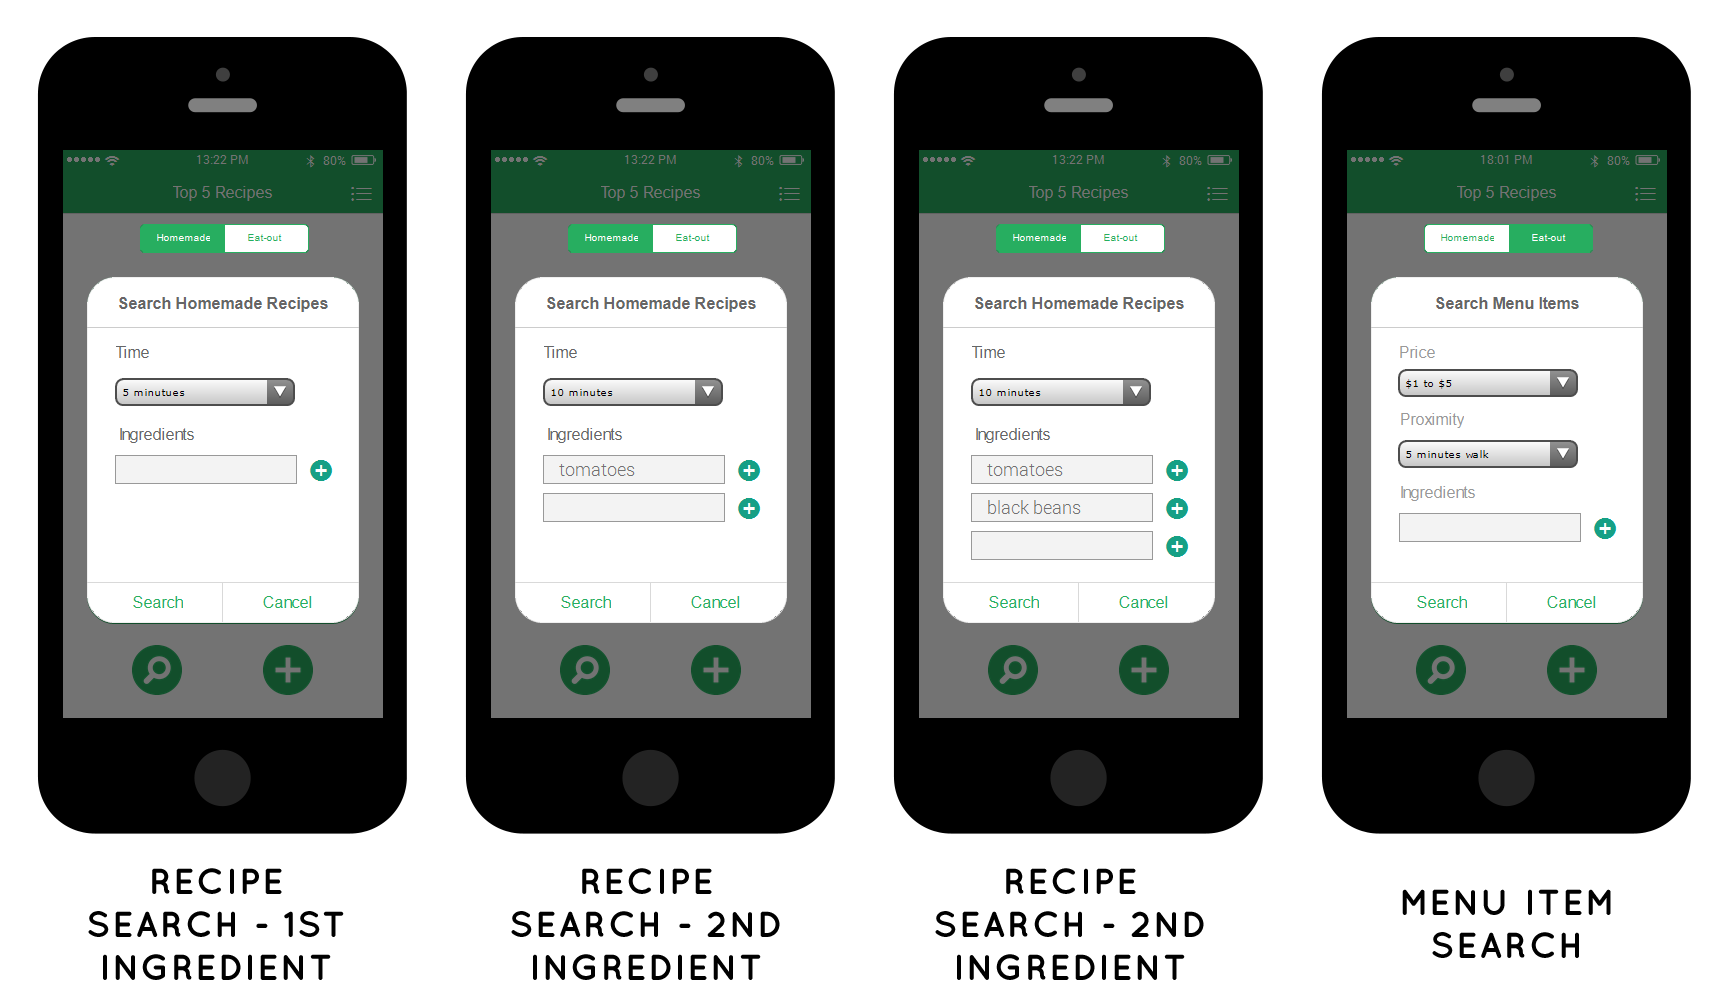 13:22 PM 80%
Top 5 Recipes
Homemade Eat-out
Search Homemade Recipes
Time
5 minutues
Ingredients
Search Cancel
RECIPE
SEARCH - 1ST
INGREDIENT
13:22 PM 80%
Top 5 Recipes
Homemade Eat-out
Search Homemade Recipes
Time
10 minutes
Ingredients
tomatoes
Search Cancel
RECIPE
SEARCH - 2ND
INGREDIENT
13:22 PM 80%
Top 5 Recipes
Homemade Eat-out
Search Homemade Recipes
Time
10 minutes
Ingredients
tomatoes
black beans
Search Cancel
RECIPE
SEARCH - 2ND
INGREDIENT
18:01 PM 80%
Top 5 Recipes
Homemade Eat-out
Search Menu Items
Price
$1 to $5
Proximity
5 minutes walk
Ingredients
Search Cancel
MENU ITEM
SEARCH